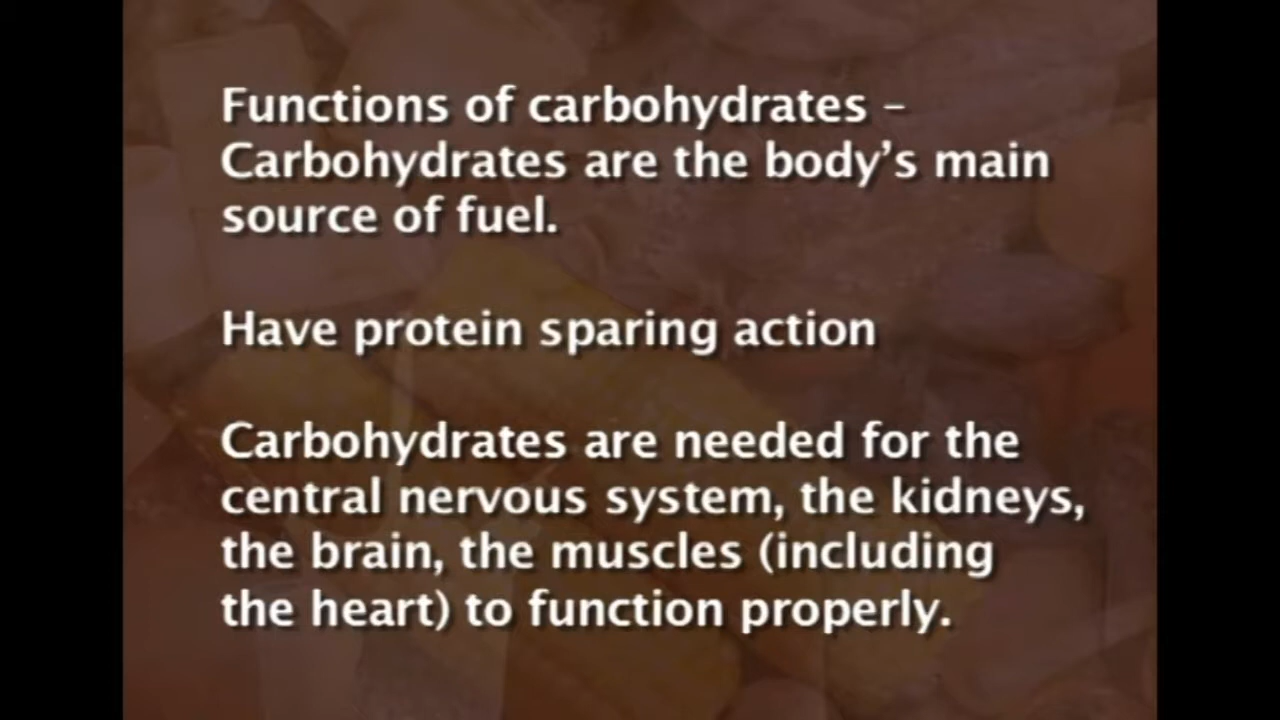 Functions of carbohydrates –
Carbohydrates are the body’s main
source of fuel.
Have protein sparing action
Carbohydrates are needed for the
central nervous system, the kidneys,
the brain, the muscles (including
the heart) to function properly.